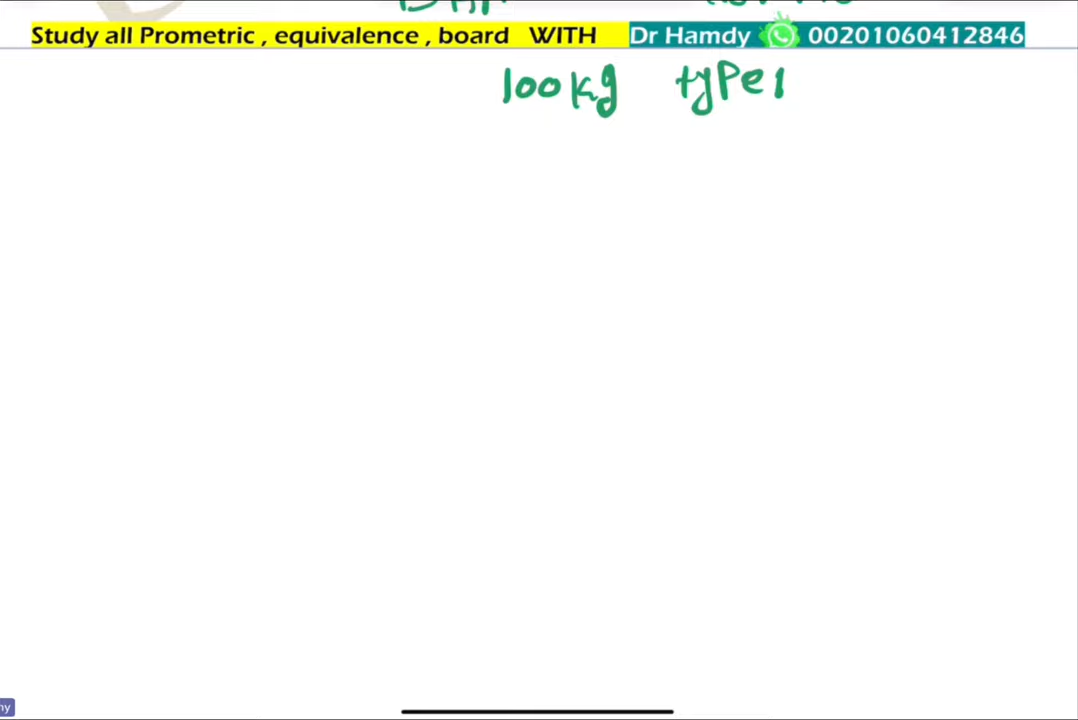 Study all Prometric , equivalence , board WITH Dr Hamdy 00201060412846
100kg type1